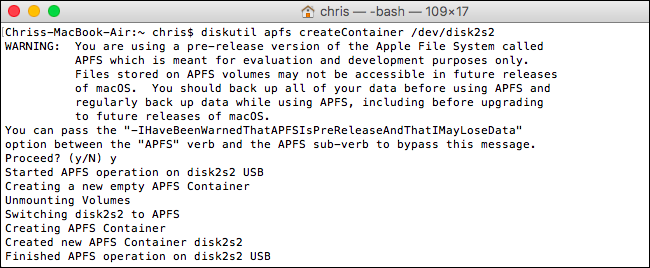 chris — -bash — 109×17
[Chriss-MacBook-Air:~ chris$ diskutil apfs createContainer /dev/disk2s2
WARNING:  You are using a pre-release version of the Apple File System called
          APFS which is meant for evaluation and development purposes only.
          Files stored on APFS volumes may not be accessible in future releases
          of macOS.  You should back up all of your data before using APFS and
          regularly back up data while using APFS, including before upgrading
          to future releases of macOS.
You can pass the "-IHaveBeenWarnedThatAPFSIsPreReleaseAndThatIMayLoseData"
option between the "APFS" verb and the APFS sub-verb to bypass this message.
Proceed? (y/N) y
Started APFS operation on disk2s2 USB
Creating a new empty APFS Container
Unmounting Volumes
Switching disk2s2 to APFS
Creating APFS Container
Created new APFS Container disk2s2
Finished APFS operation on disk2s2 USB